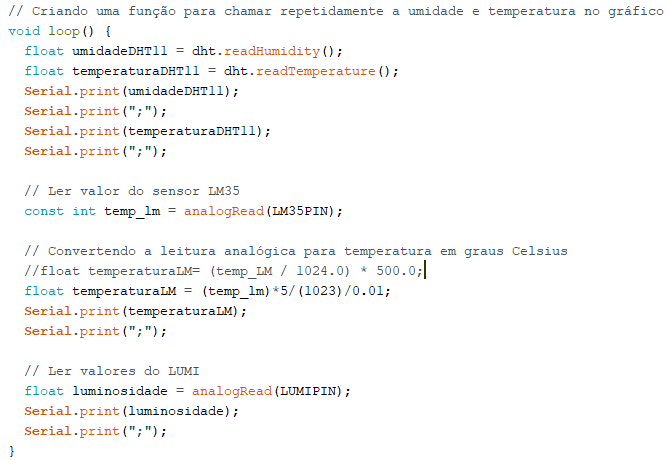 // Criando uma função para chamar repetidamente a umidade e temperatura no gráfico
void loop() {
  float umidadeDHT11 = dht.readHumidity();
  float temperaturaDHT11 = dht.readTemperature();
  Serial.print(umidadeDHT11);
  Serial.print(";");
  Serial.print(temperaturaDHT11);
  Serial.print(";");

  // Ler valor do sensor LM35
  const int temp_lm = analogRead(LM35PIN);

  // Convertendo a leitura analógica para temperatura em graus Celsius
  //float temperaturaLM= (temp_LM / 1024.0) * 500.0;
  float temperaturaLM = (temp_lm)*5/(1023)/0.01;
  Serial.print(temperaturaLM);
  Serial.print(";");

  // Ler valores do LUMI
  float luminosidade = analogRead(LUMIPIN);
  Serial.print(luminosidade);
  Serial.print(";");
}